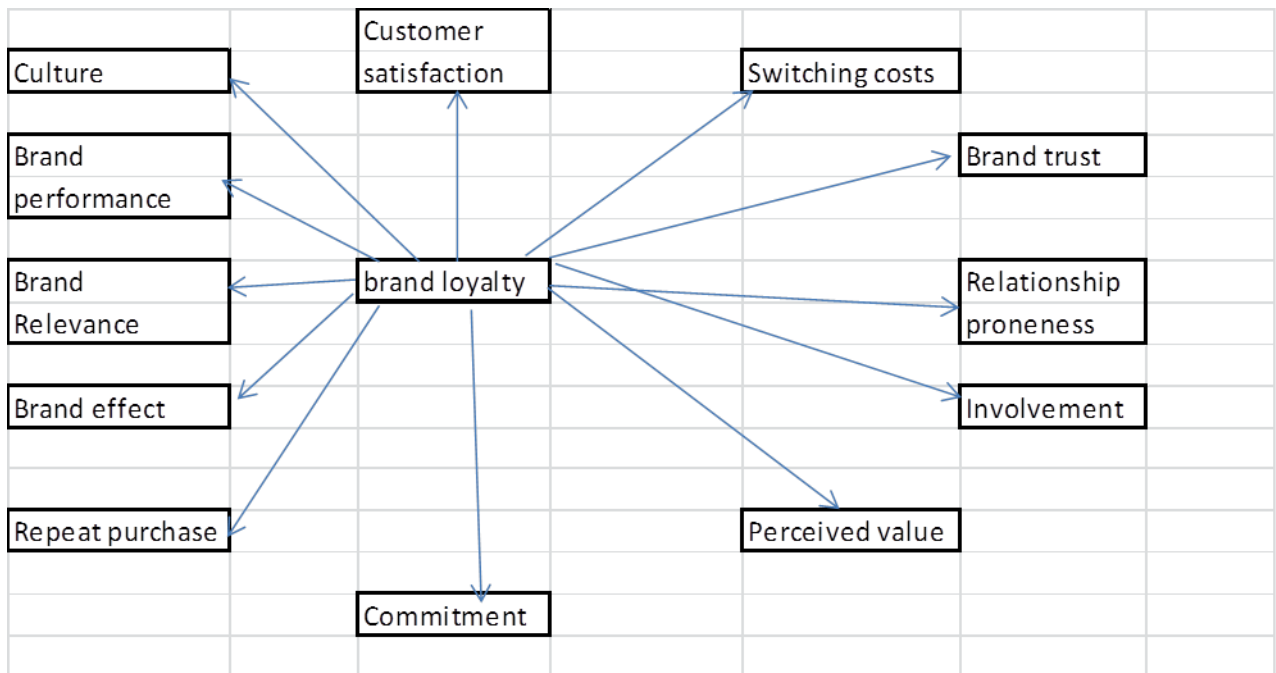 Customer
satisfaction
Culture
Switching costs
Brand
performance
Brand trust
Brand
Relevance
brand loyalty
Relationship
proneness
Brand effect
Involvement
Repeat purchase
Perceived value
Commitment